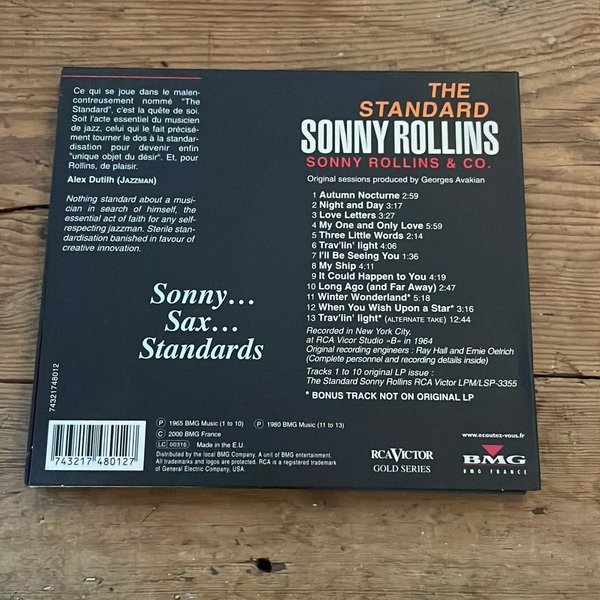 Ce qui se joue dans le malen-
contreusement nommé "The
Standard", c'est la quête de soi.
Soit l'acte essentiel du musicien
de jazz, celui qui le fait précisé-
ment tourner le dos à la standar-
disation pour devenir enfin
"unique objet du désir". Et, pour
Rollins, de plaisir.
Alex Dutilh (JAZZMAN)
Nothing standard about a musi-
cian in search of himself, the
essential act of faith for any self-
respecting jazzman. Sterile stan-
dardisation banished in favour of
creative innovation.
Sonny...
Sax...
Standards
THE
STANDARD
SONNY ROLLINS
SONNY ROLLINS & CO.
Original sessions produced by Georges Avakian
1 Autumn Nocturne 2:59
2 Night and Day 3:17
3 Love Letters 3:27
4 My One and Only Love 5:59
5 Three Little Words 2:14
6 Trav'lin' light 4:06
7 I'll Be Seeing You 1:36
8 My Ship 4:11
9 It Could Happen to You 4:19
10 Long Ago (and Far Away) 2:47
11 Winter Wonderland* 5:18
12 When You Wish Upon a Star* 3:16
13 Trav'lin' light* (ALTERNATE TAKE) 12:44
Recorded in New York City,
at RCA Vicor Studio «B» in 1964
Original recording engineers : Ray Hall and Ernie Oelrich
(Complete personnel and recording details inside)
Tracks 1 to 10 original LP issue :
The Standard Sonny Rollins RCA Victor LPM/LSP-3355
* BONUS TRACK NOT ON ORIGINAL LP
74321748012
7 43217 480127
P 1965 BMG Music (1 to 10) P 1980 BMG Music (11 to 13)
C 2000 BMG France
LC 00316 Made in the E.U.
Distributed by the local BMG Company. A unit of BMG entertainment.
All trademarks and logos are protected. RCA is a registered trademark
of General Electric Company, USA.
RCA VICTOR
GOLD SERIES
www.ecoutez-vous.fr
BMG
BMG FRANCE